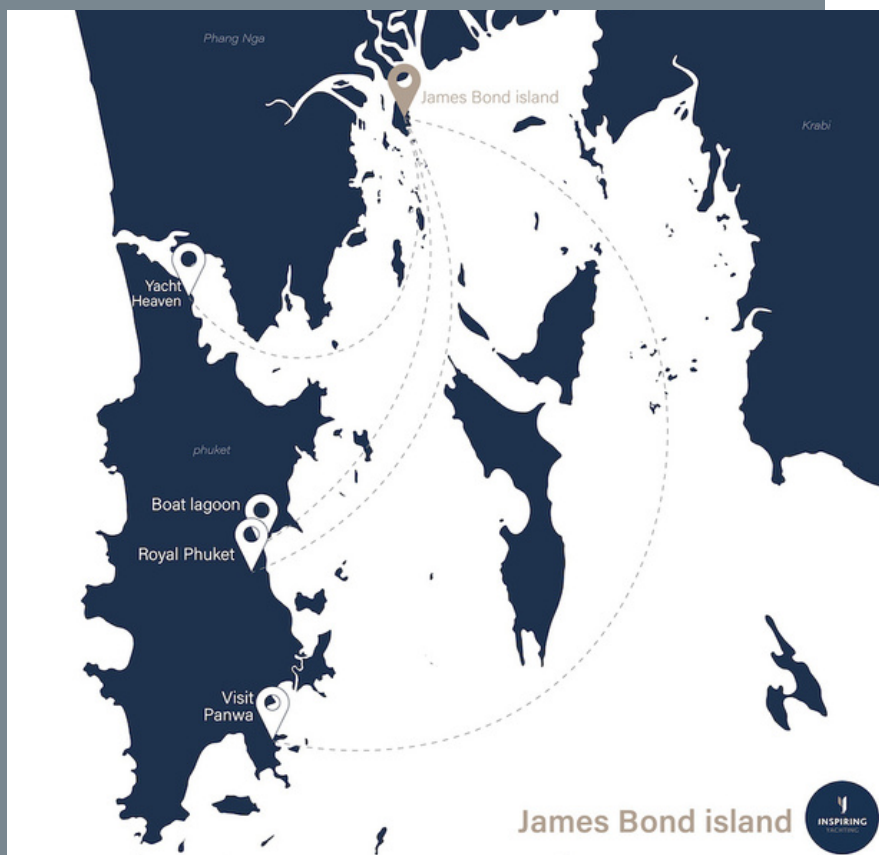 Phang Nga
James Bond island
Krabi
Yacht
Heaven
phuket
Boat lagoon
Royal Phuket
Visit
Panwa
James Bond island
INSPIRING
YACHTING